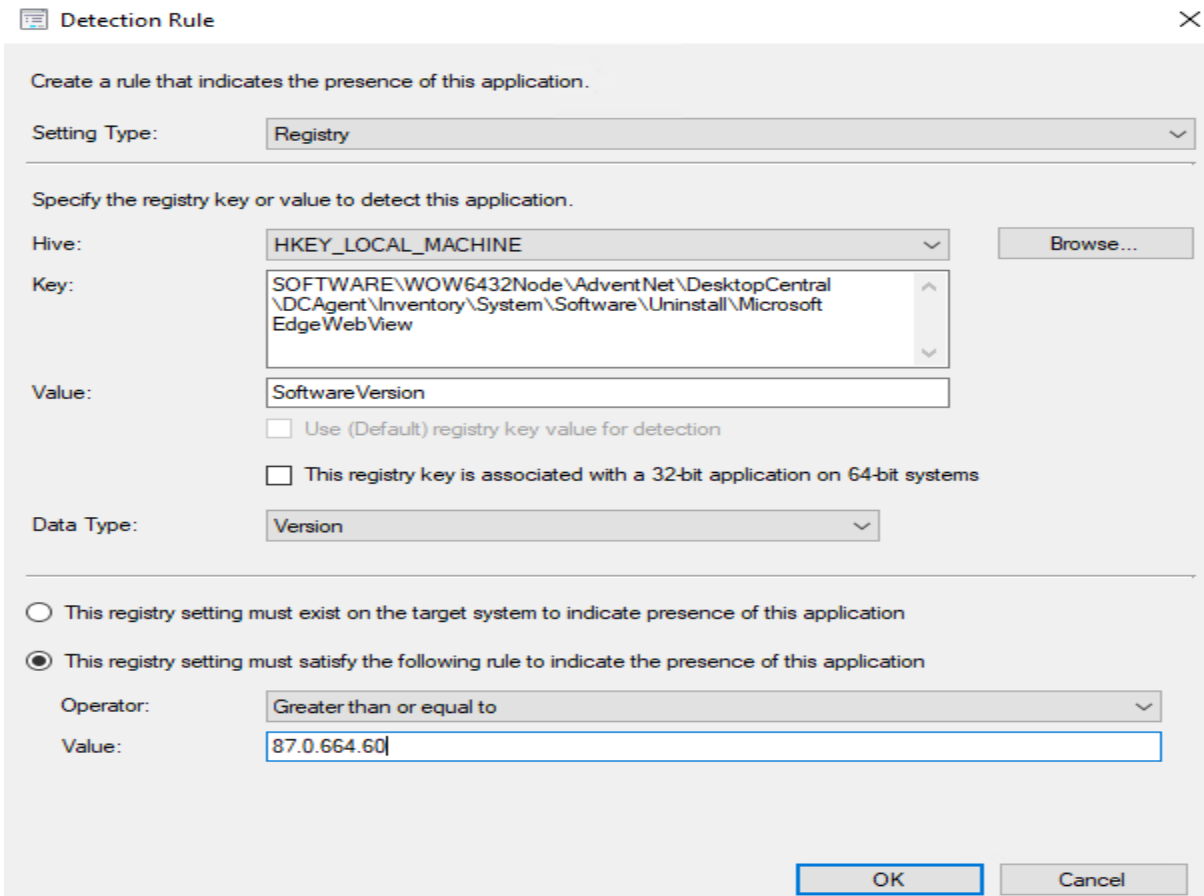 Detection Rule
Create a rule that indicates the presence of this application.
Setting Type: Registry
Specify the registry key or value to detect this application.
Hive: HKEY_LOCAL_MACHINE Browse...
Key: SOFTWARE\WOW6432Node\AdventNet\DesktopCentral
\DCAgent\Inventory\System\Software\Uninstall\Microsoft
EdgeWebView
Value: SoftwareVersion
Use (Default) registry key value for detection
This registry key is associated with a 32-bit application on 64-bit systems
Data Type: Version
This registry setting must exist on the target system to indicate presence of this application
This registry setting must satisfy the following rule to indicate the presence of this application
Operator: Greater than or equal to
Value: 87.0.664.60
OK Cancel